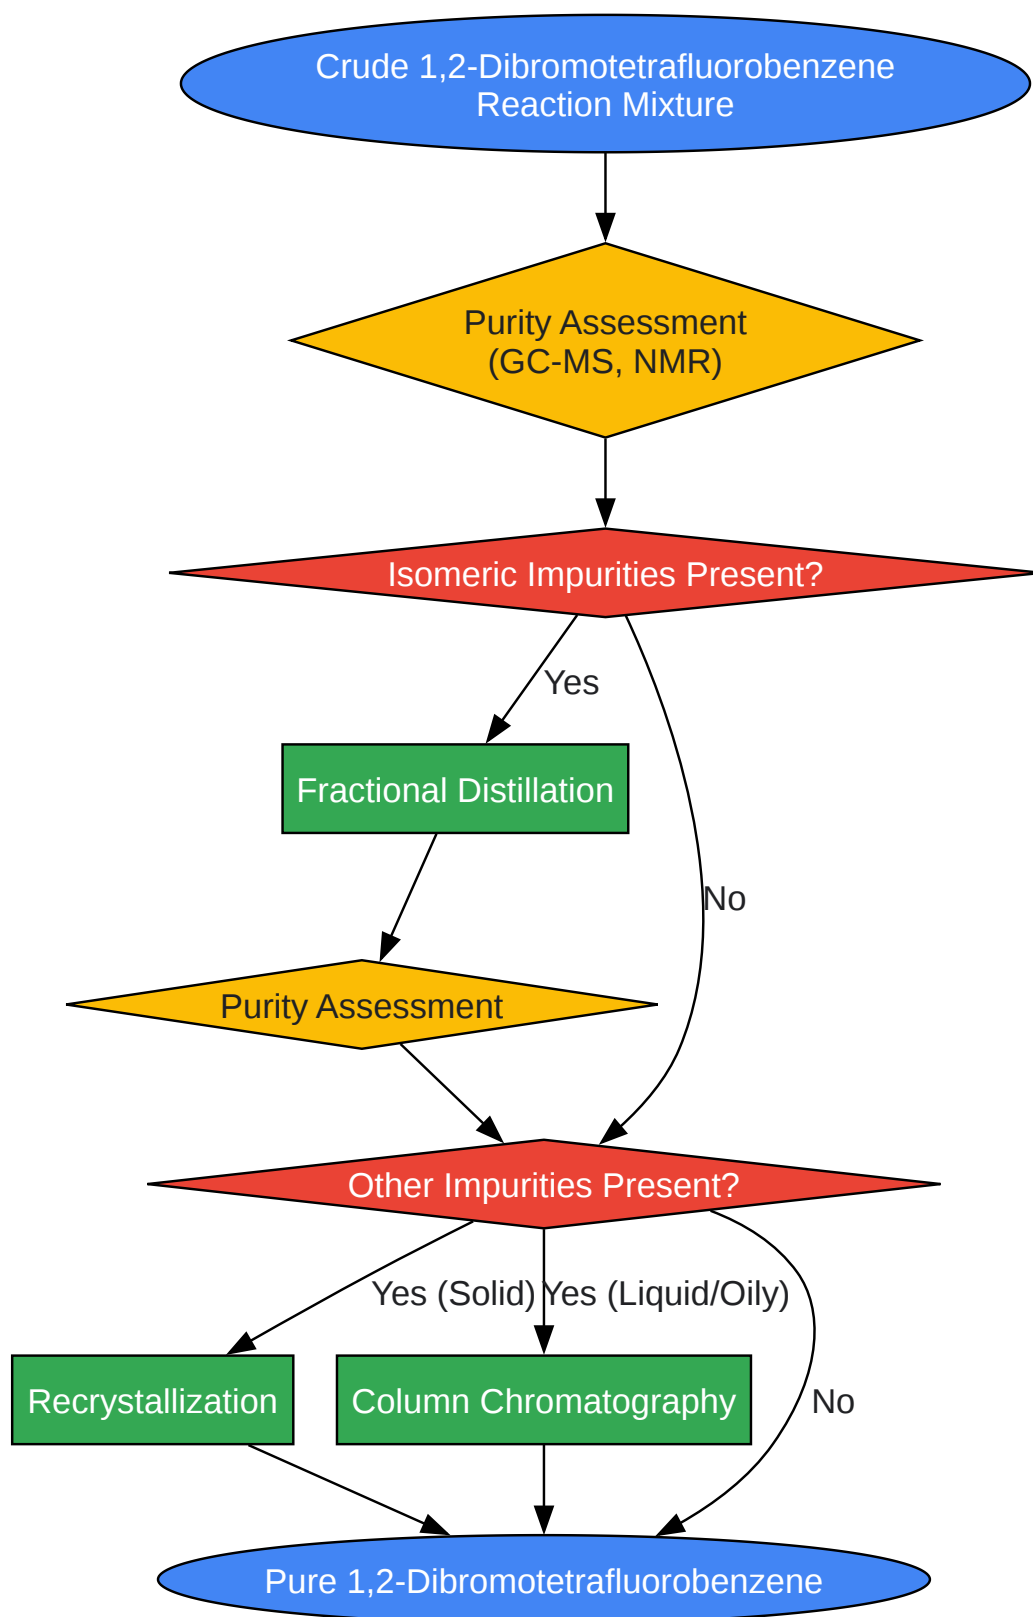 Crude 1,2-Dibromotetrafluorobenzene
Reaction Mixture
Purity Assessment
(GC-MS, NMR)
Isomeric Impurities Present?
Yes
Fractional Distillation
No
Purity Assessment
Other Impurities Present?
Yes (Solid)
Yes (Liquid/Oily)
Recrystallization
Column Chromatography
No
Pure 1,2-Dibromotetrafluorobenzene